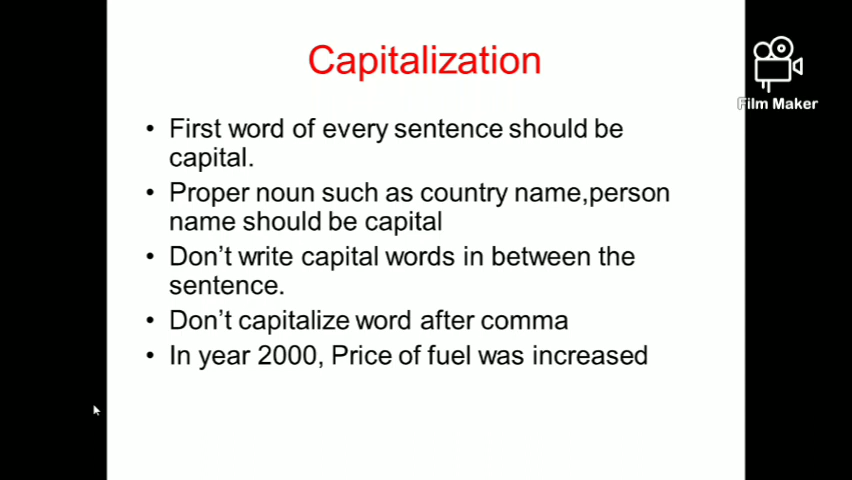 Capitalization
Film Maker
• First word of every sentence should be
capital.
• Proper noun such as country name,person
name should be capital
• Don't write capital words in between the
sentence.
• Don't capitalize word after comma
• In year 2000, Price of fuel was increased